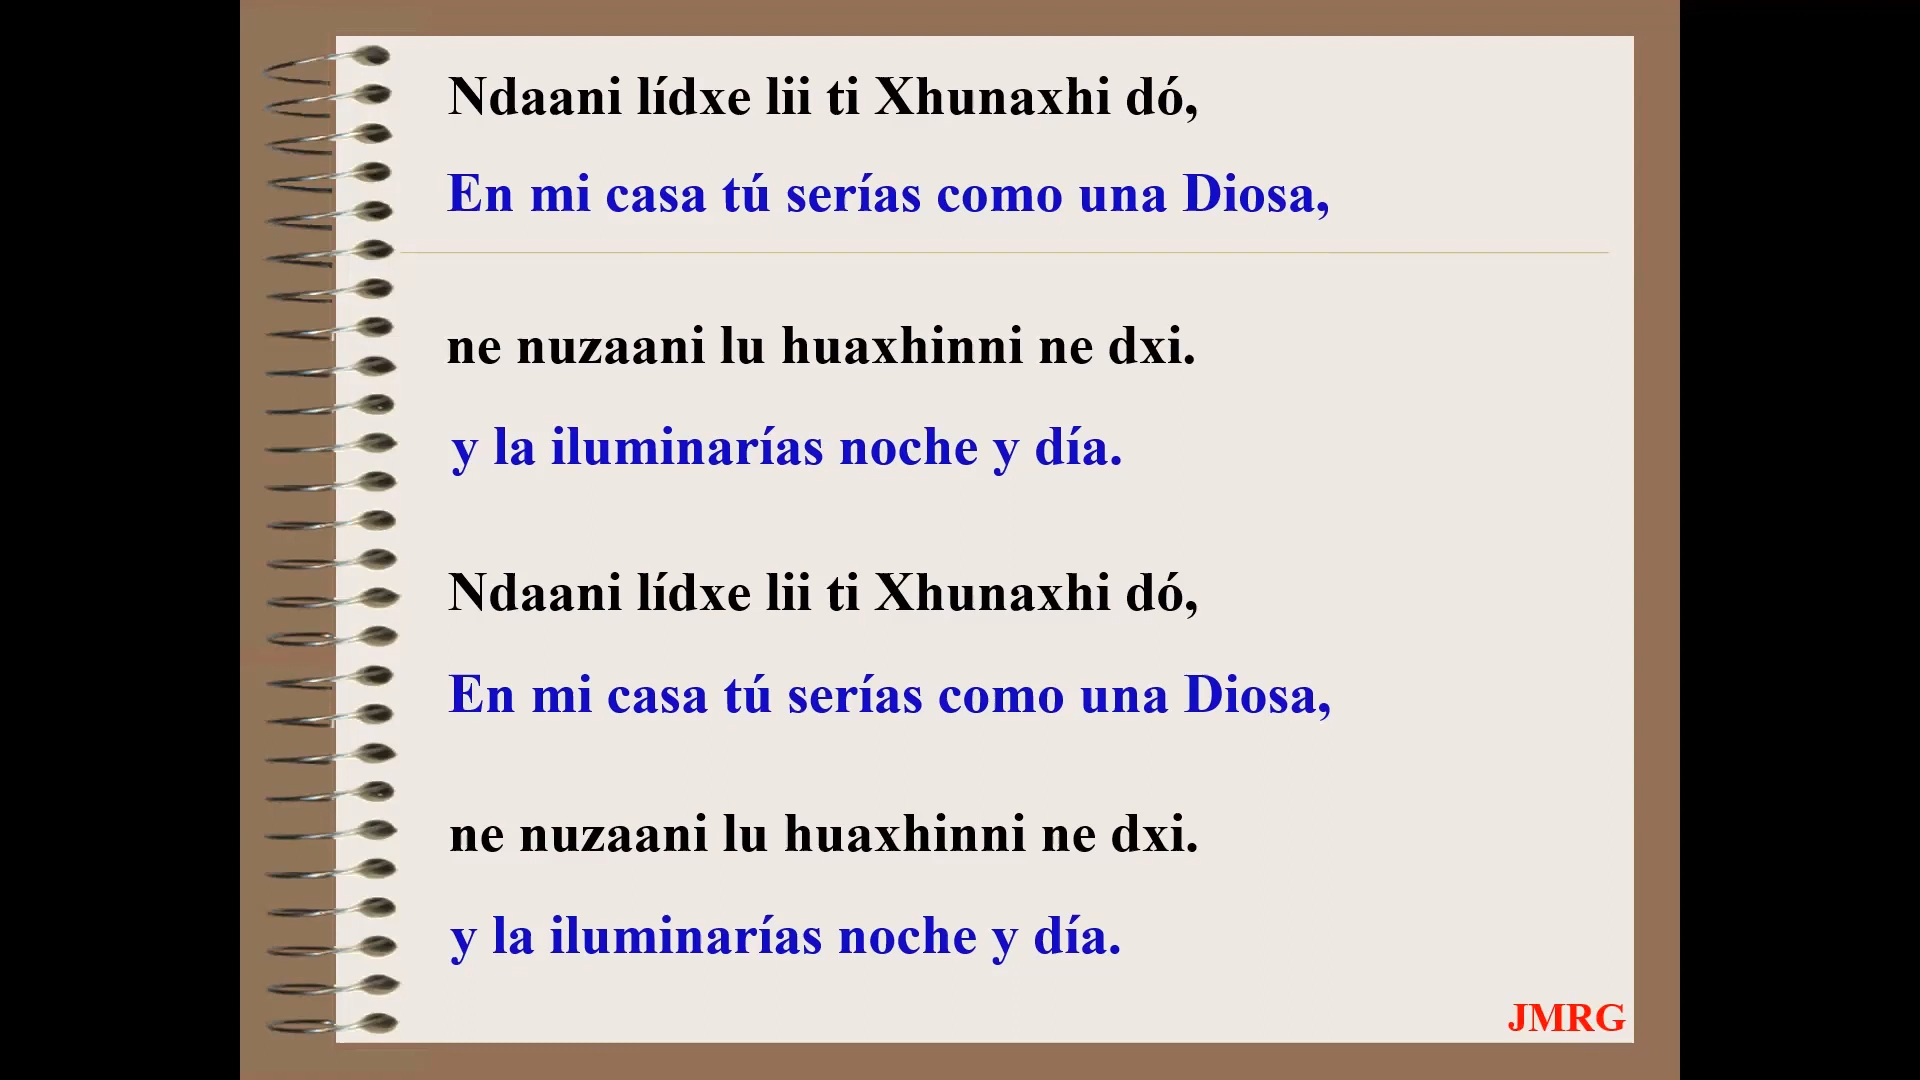 Ndaani lídxe lii ti Xhunaxhi dó,
En mi casa tú serías como una Diosa,
ne nuzaani lu huaxhinni ne dxi.
y la iluminarías noche y día.
Ndaani lídxe lii ti Xhunaxhi dó,
En mi casa tú serías como una Diosa,
ne nuzaani lu huaxhinni ne dxi.
y la iluminarías noche y día.
JMRG